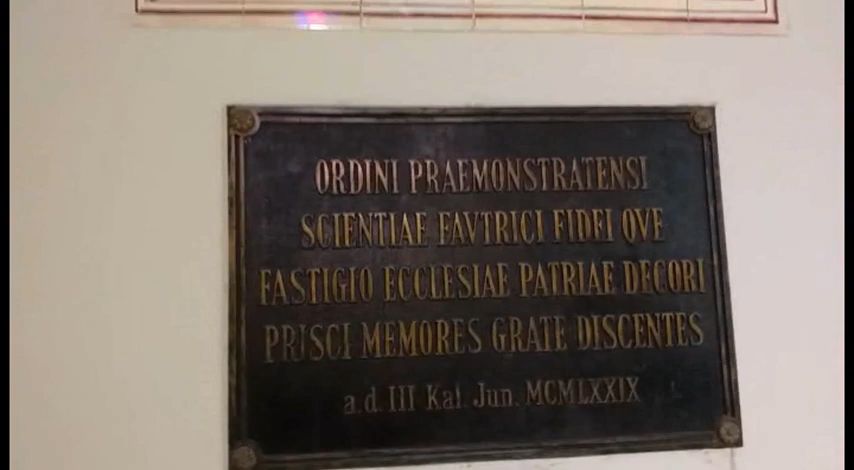 ORDINI PRAEMONSTRATENSI
SCIENTIAE FAVTRICI FIDEI QVE
FASTIGIO ECCLESIAE PATRIAE DECORI
PRISCI MEMORES GRATE DISCENTES
a.d. III Kal. Jun. MCMLXXIX